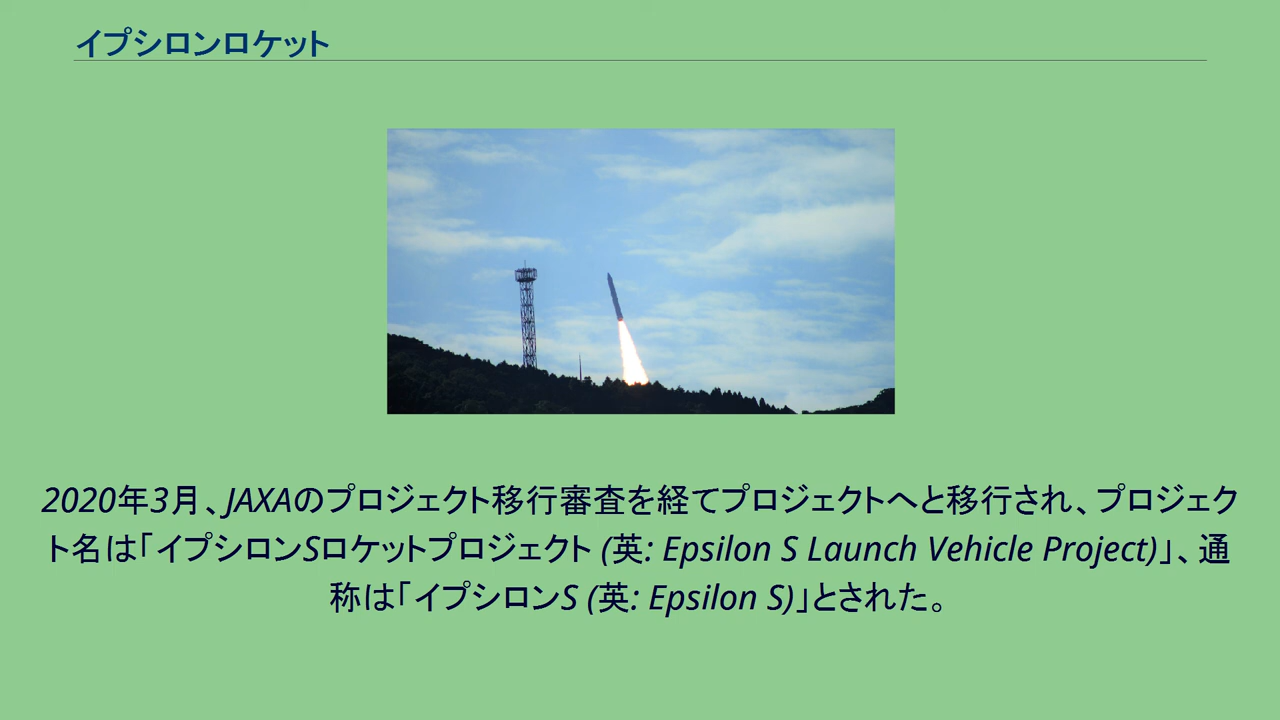 イプシロンロケット
2020年3月、JAXAのプロジェクト移行審査を経てプロジェクトへと移行され、プロジェク
ト名は「イプシロンSロケットプロジェクト (英: Epsilon S Launch Vehicle Project)」、通
称は「イプシロンS (英: Epsilon S)」とされた。